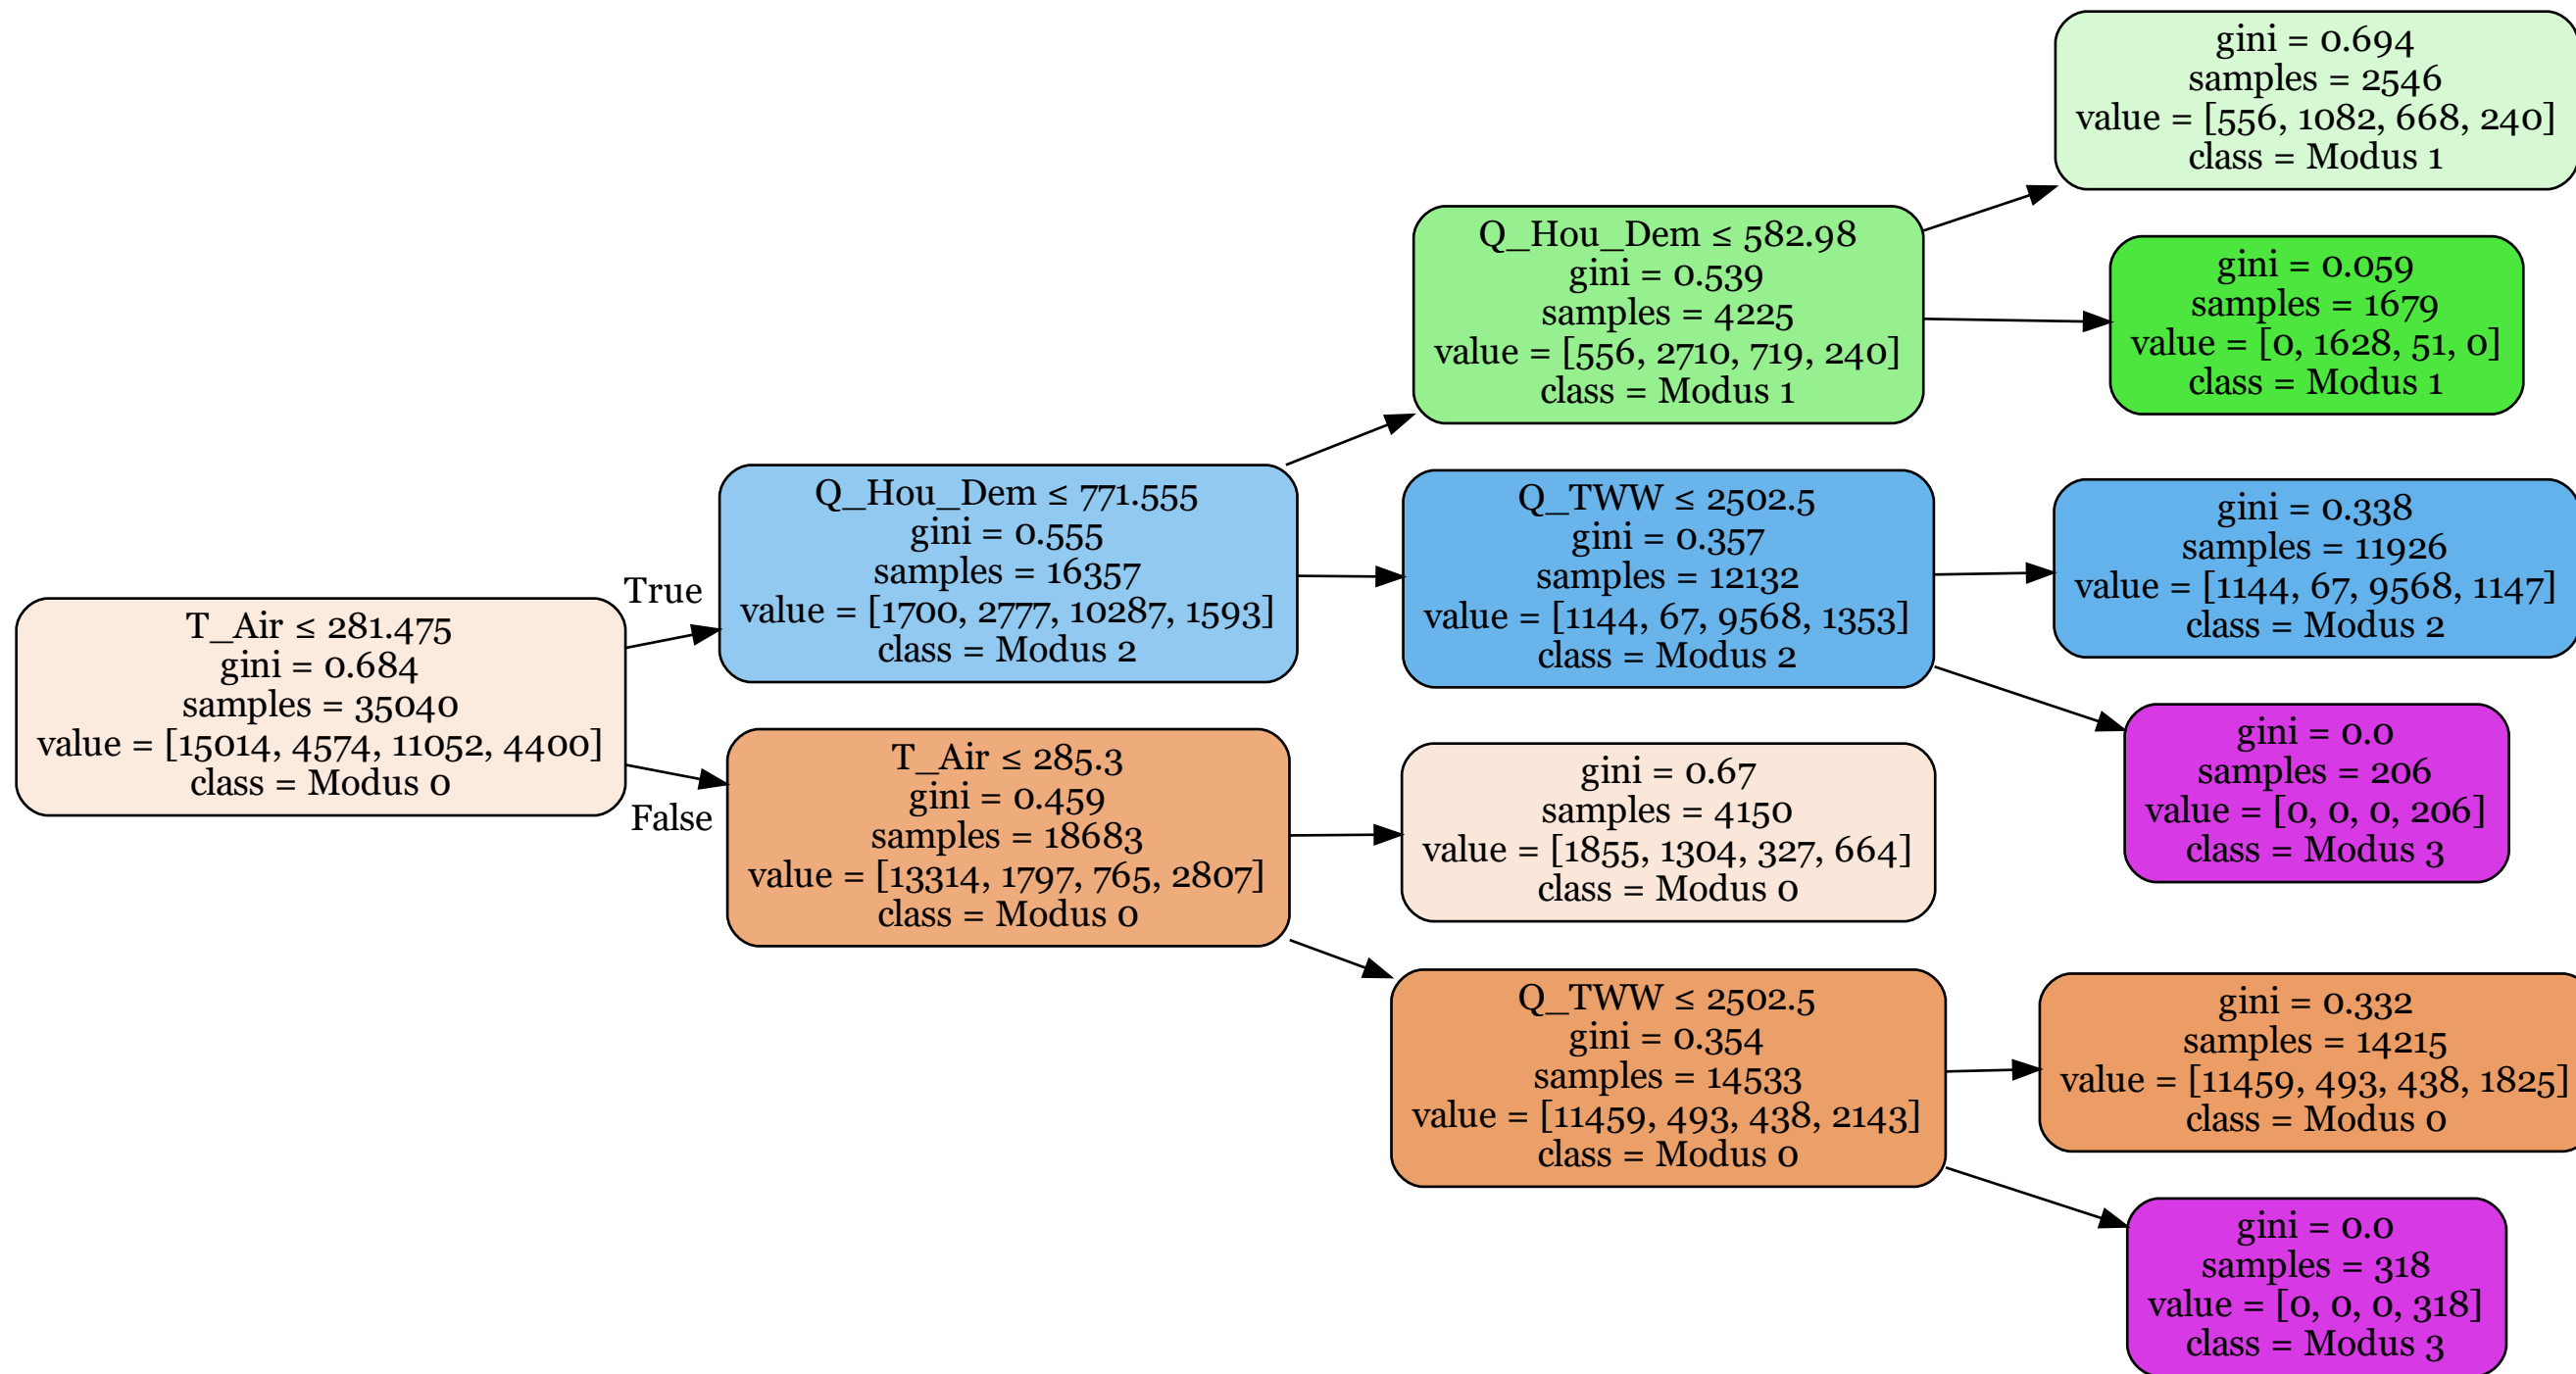 T_Air ≤ 281.475
gini = 0.684
samples = 35040
value = [15014, 4574, 11052, 4400]
class = Modus 0
True
False
Q_Hou_Dem ≤ 771.555
gini = 0.555
samples = 16357
value = [1700, 2777, 10287, 1593]
class = Modus 2
T_Air ≤ 285.3
gini = 0.459
samples = 18683
value = [13314, 1797, 765, 2807]
class = Modus 0
Q_Hou_Dem ≤ 582.98
gini = 0.539
samples = 4225
value = [556, 2710, 719, 240]
class = Modus 1
Q_TWW ≤ 2502.5
gini = 0.357
samples = 12132
value = [1144, 67, 9568, 1353]
class = Modus 2
gini = 0.67
samples = 4150
value = [1855, 1304, 327, 664]
class = Modus 0
Q_TWW ≤ 2502.5
gini = 0.354
samples = 14533
value = [11459, 493, 438, 2143]
class = Modus 0
gini = 0.694
samples = 2546
value = [556, 1082, 668, 240]
class = Modus 1
gini = 0.059
samples = 1679
value = [0, 1628, 51, 0]
class = Modus 1
gini = 0.338
samples = 11926
value = [1144, 67, 9568, 1147]
class = Modus 2
gini = 0.0
samples = 206
value = [0, 0, 0, 206]
class = Modus 3
gini = 0.332
samples = 14215
value = [11459, 493, 438, 1825]
class = Modus 0
gini = 0.0
samples = 318
value = [0, 0, 0, 318]
class = Modus 3